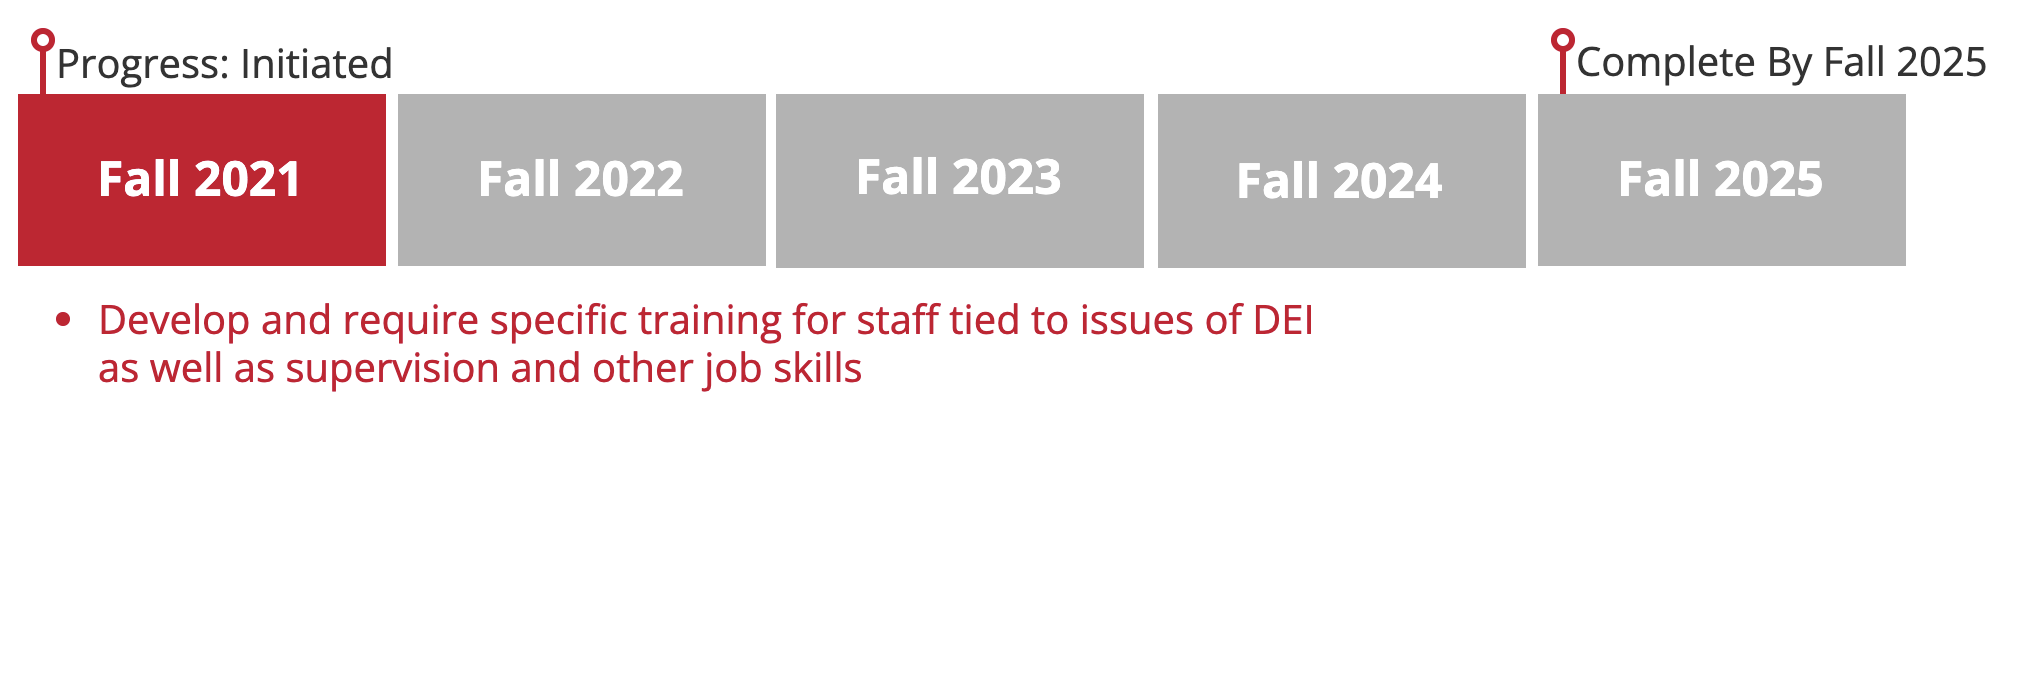 Progress: Initiated
Complete By Fall 2025
Fall 2021
Fall 2022
Fall 2023
Fall 2024
Fall 2025
• Develop and require specific training for staff tied to issues of DEI
as well as supervision and other job skills